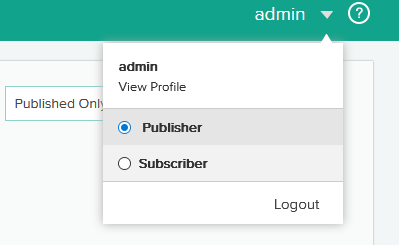 admin
?
admin
View Profile
Published Only
Publisher
Subscriber
Logout